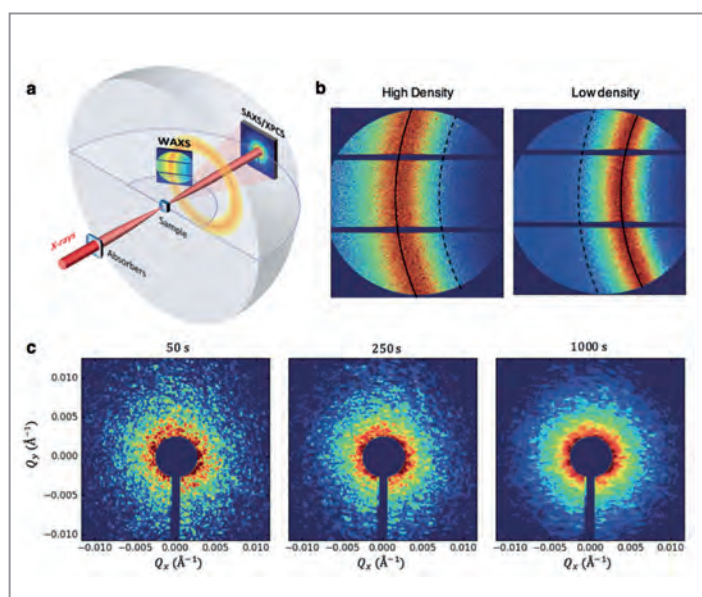 a
WAXS
SAXS/XPCS
Sample
X-rays
Absorbers
b
High Density
Low density
c
50 s
250 s
1000 s
0.010
0.005
0.000
−0.005
−0.010
Qy (Å−1)
−0.010 −0.005 0.000 0.005 0.010
−0.010 −0.005 0.000 0.005 0.010
−0.010 −0.005 0.000 0.005 0.010
Qx (Å−1)
Qx (Å−1)
Qx (Å−1)